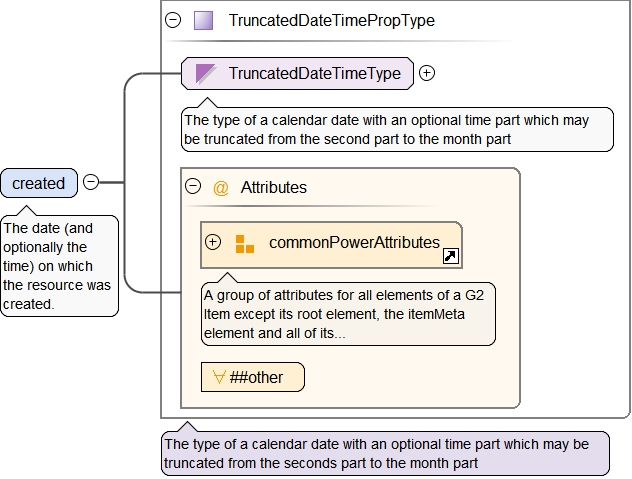 TruncatedDateTimePropType
TruncatedDateTimeType
The type of a calendar date with an optional time part which may
be truncated from the second part to the month part
created
The date (and
optionally the
time) on which
the resource was
created.
@ Attributes
commonPowerAttributes
A group of attributes for all elements of a G2
Item except its root element, the itemMeta
element and all of its...
∀ ##other
The type of a calendar date with an optional time part which may be
truncated from the seconds part to the month part